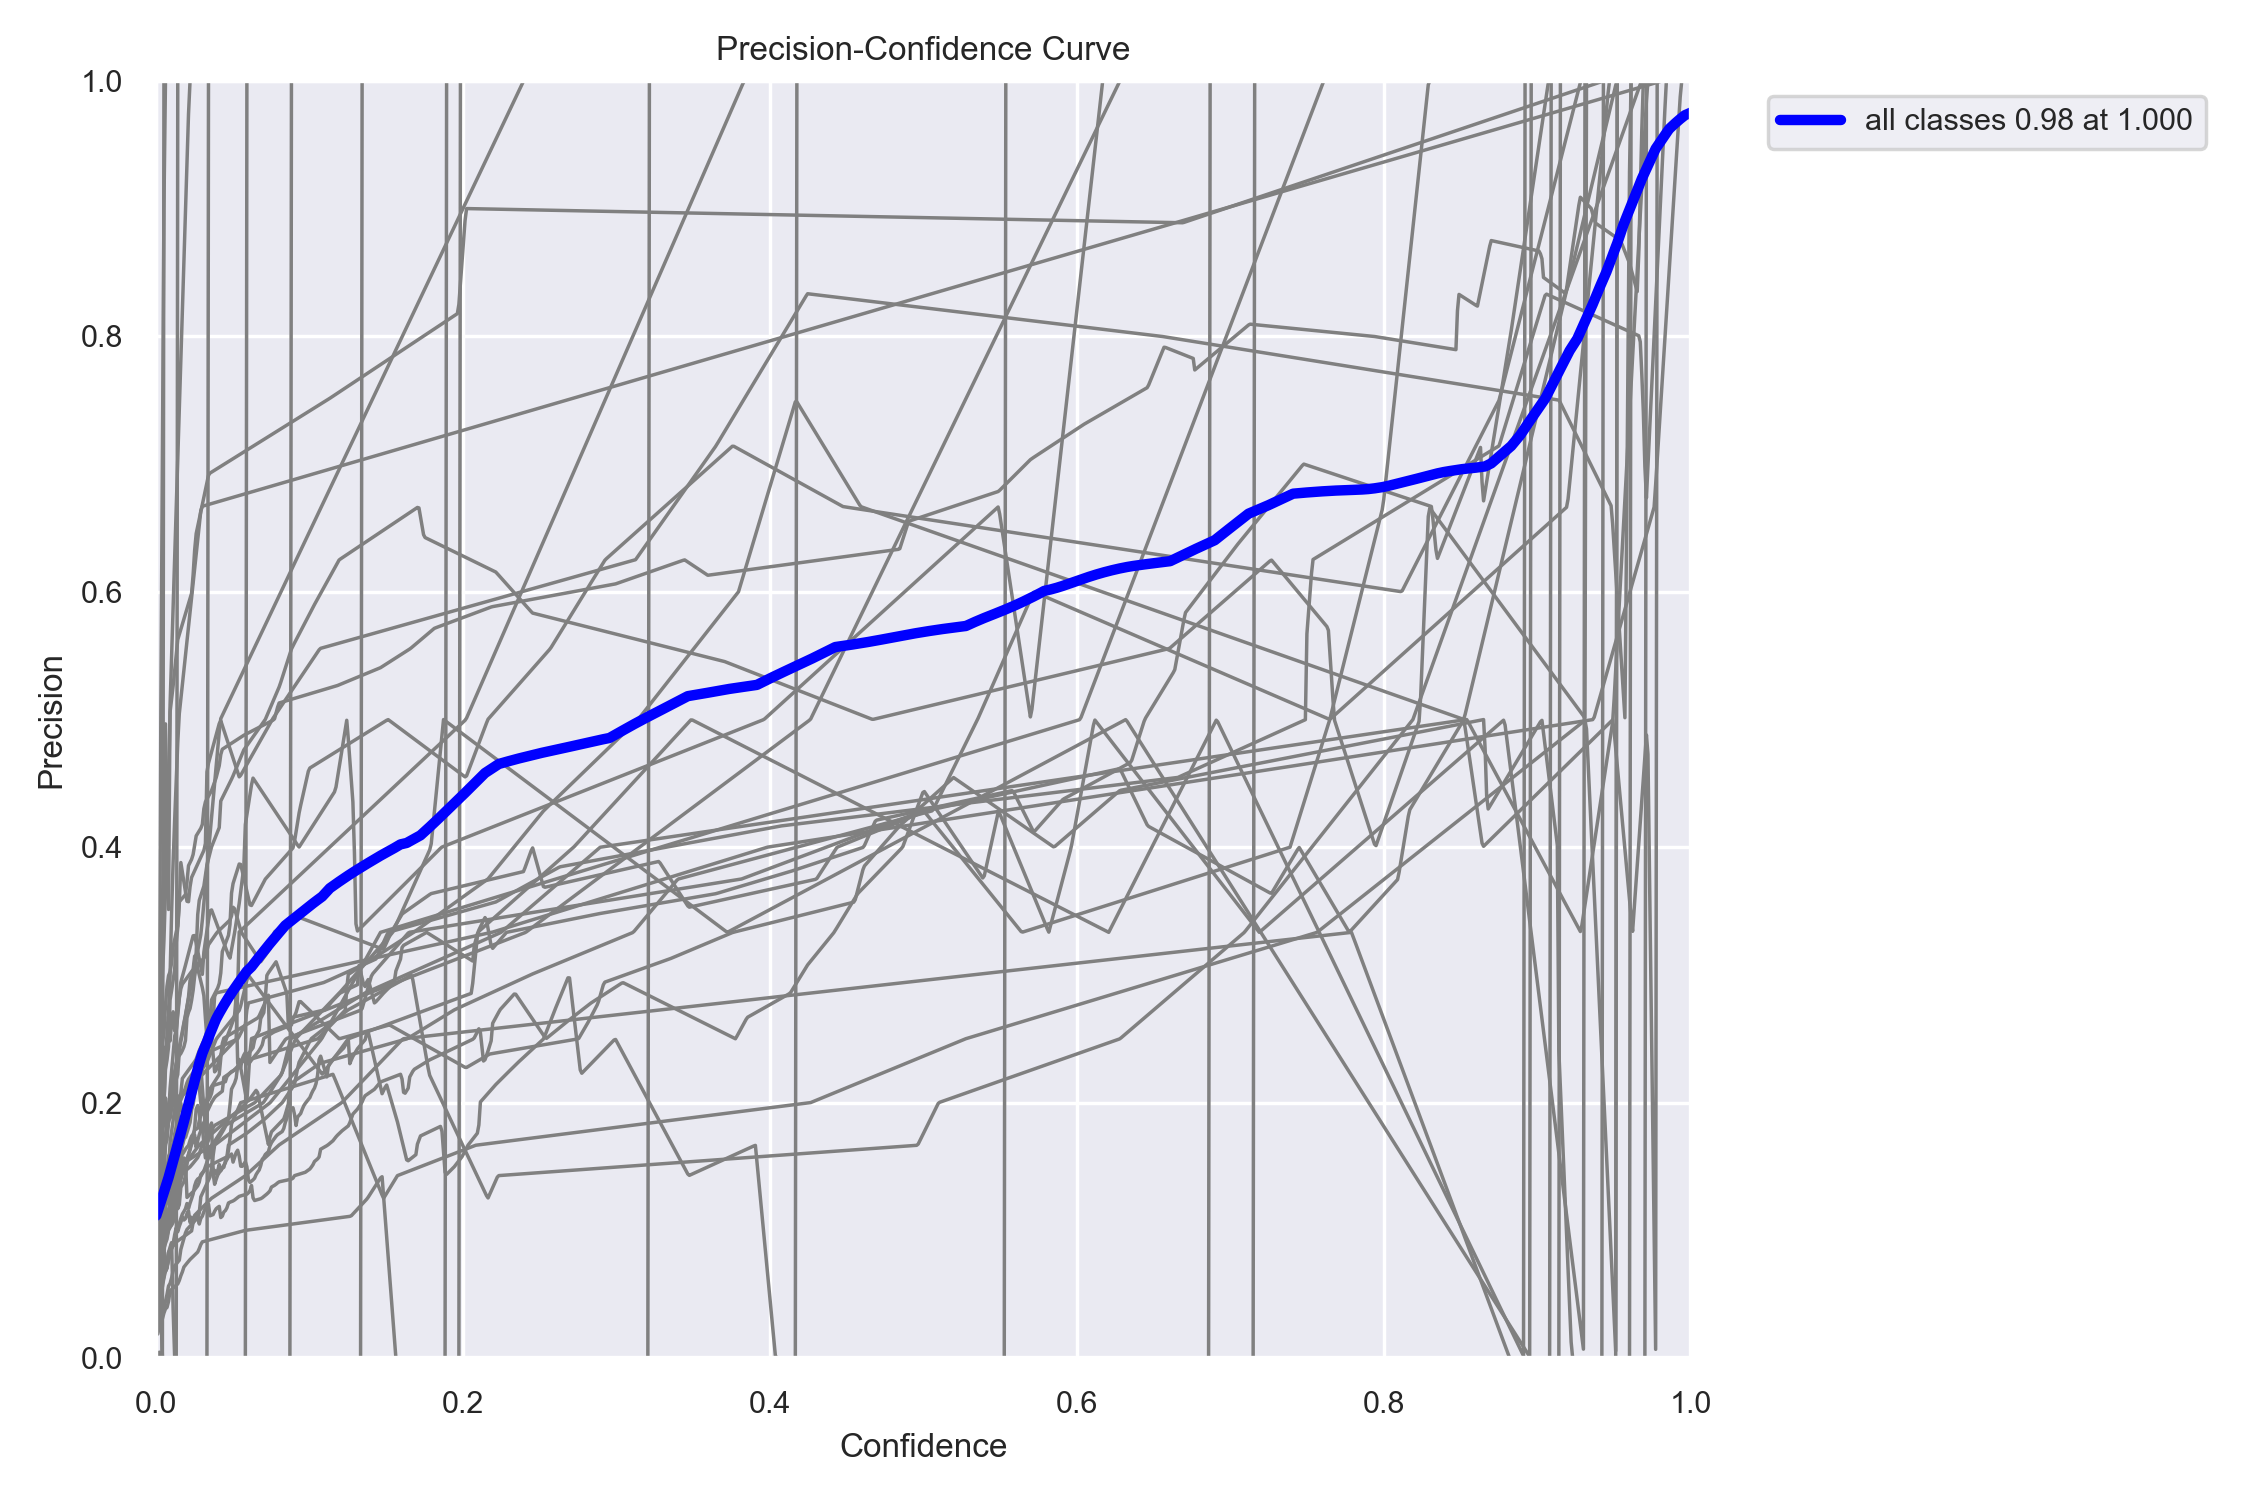 Precision-Confidence Curve
all classes 0.98 at 1.000
Precision
1.0
0.8
0.6
0.4
0.2
0.0
0.0 0.2 0.4 0.6 0.8 1.0
Confidence